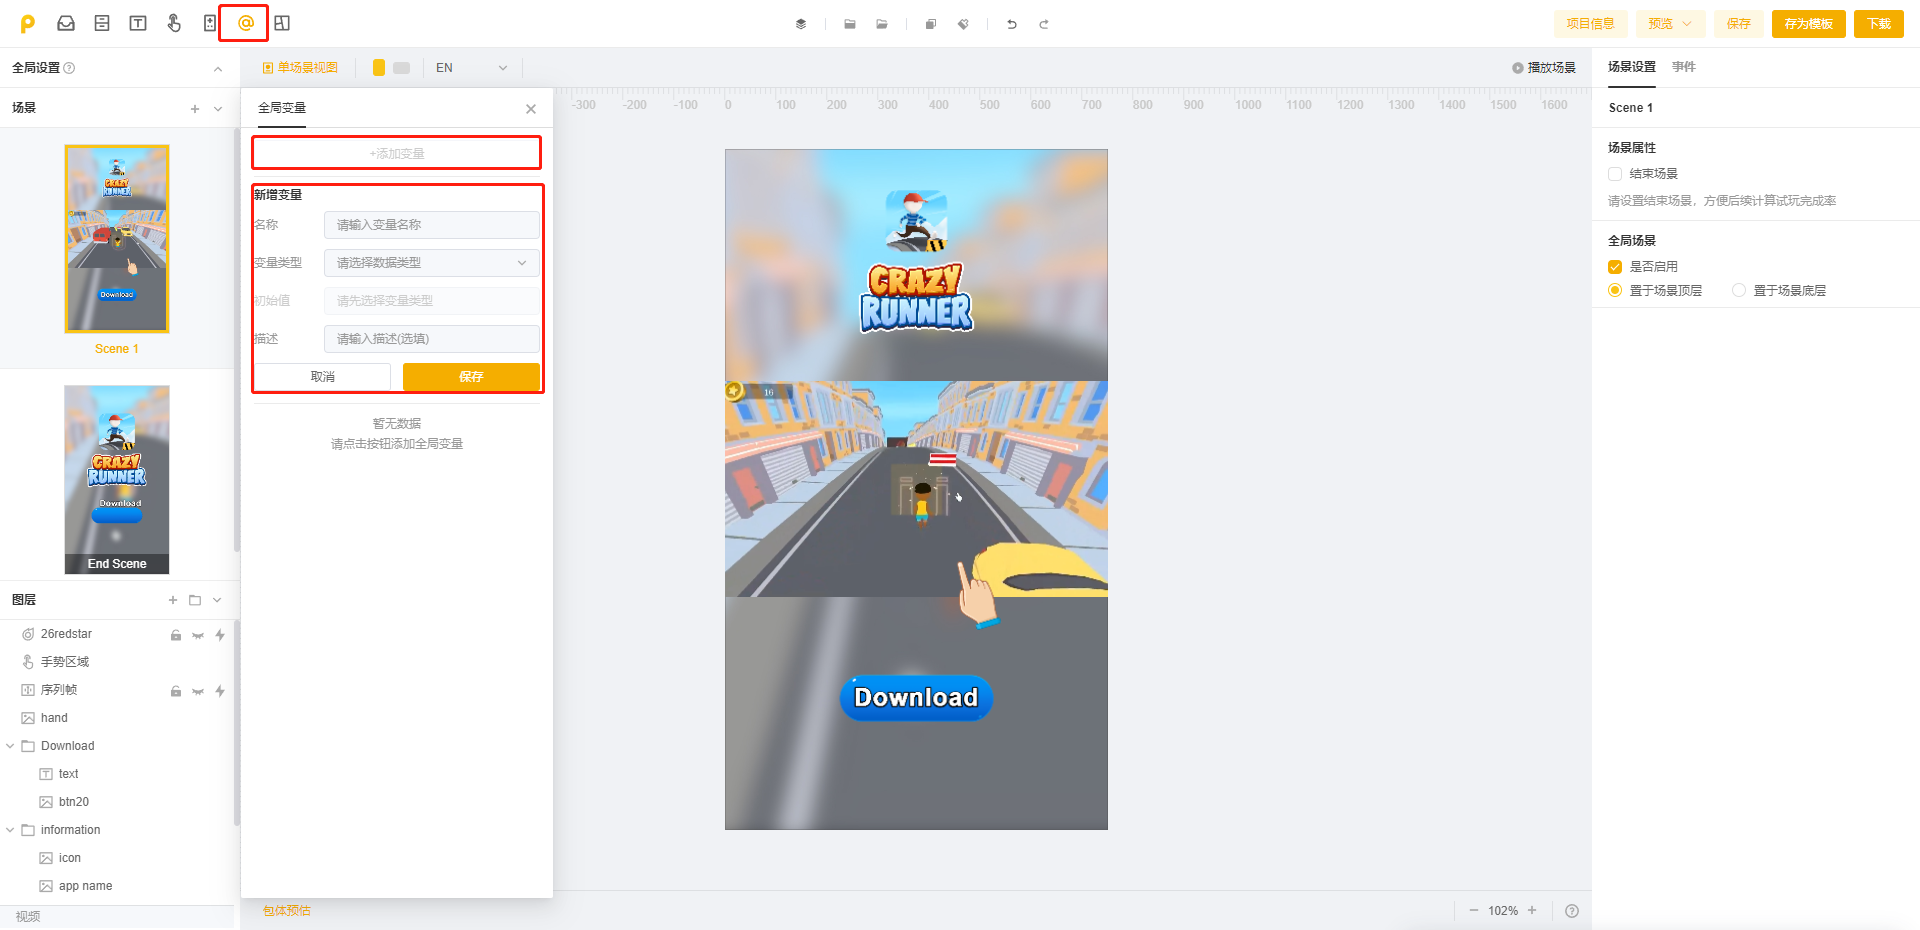 项目信息
预览
保存
存为模板
下载
全局设置
单场景视图
EN
播放场景
场景设置
事件
场景
全局变量
-300
-200
-100
0
100
200
300
400
500
600
700
800
900
1000
1100
1200
1300
1400
1500
1600
Scene 1
+添加变量
新增变量
名称
请输入变量名称
变量类型
请选择数据类型
初始值
请先选择变量类型
描述
请输入描述(选填)
取消
保存
暂无数据
请点击按钮添加全局变量
场景属性
结束场景
请设置结束场景，方便后续计算试玩完成率
全局场景
是否启用
置于场景顶层
置于场景底层
CRAZY
RUNNER
Download
Scene 1
CRAZY
RUNNER
Download
End Scene
CRAZY
RUNNER
16
Download
图层
26redstar
手势区域
序列帧
hand
Download
text
btn20
information
icon
app name
视频
包体预估
102%